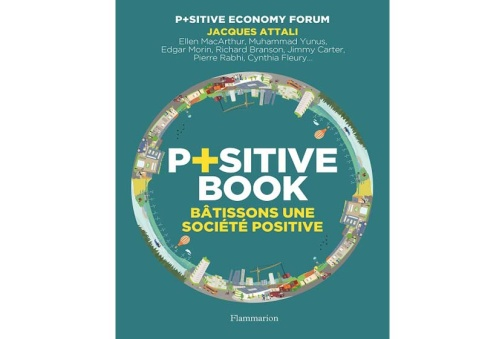 P+SITIVE ECONOMY FORUM
JACQUES ATTALI
Ellen MacArthur, Muhammad Yunus,
Edgar Morin, Richard Branson, Jimmy Carter,
Pierre Rabhi, Cynthia Fleury...
P+SITIVE
BOOK
BÂTISSONS UNE
SOCIÉTÉ POSITIVE
Flammarion